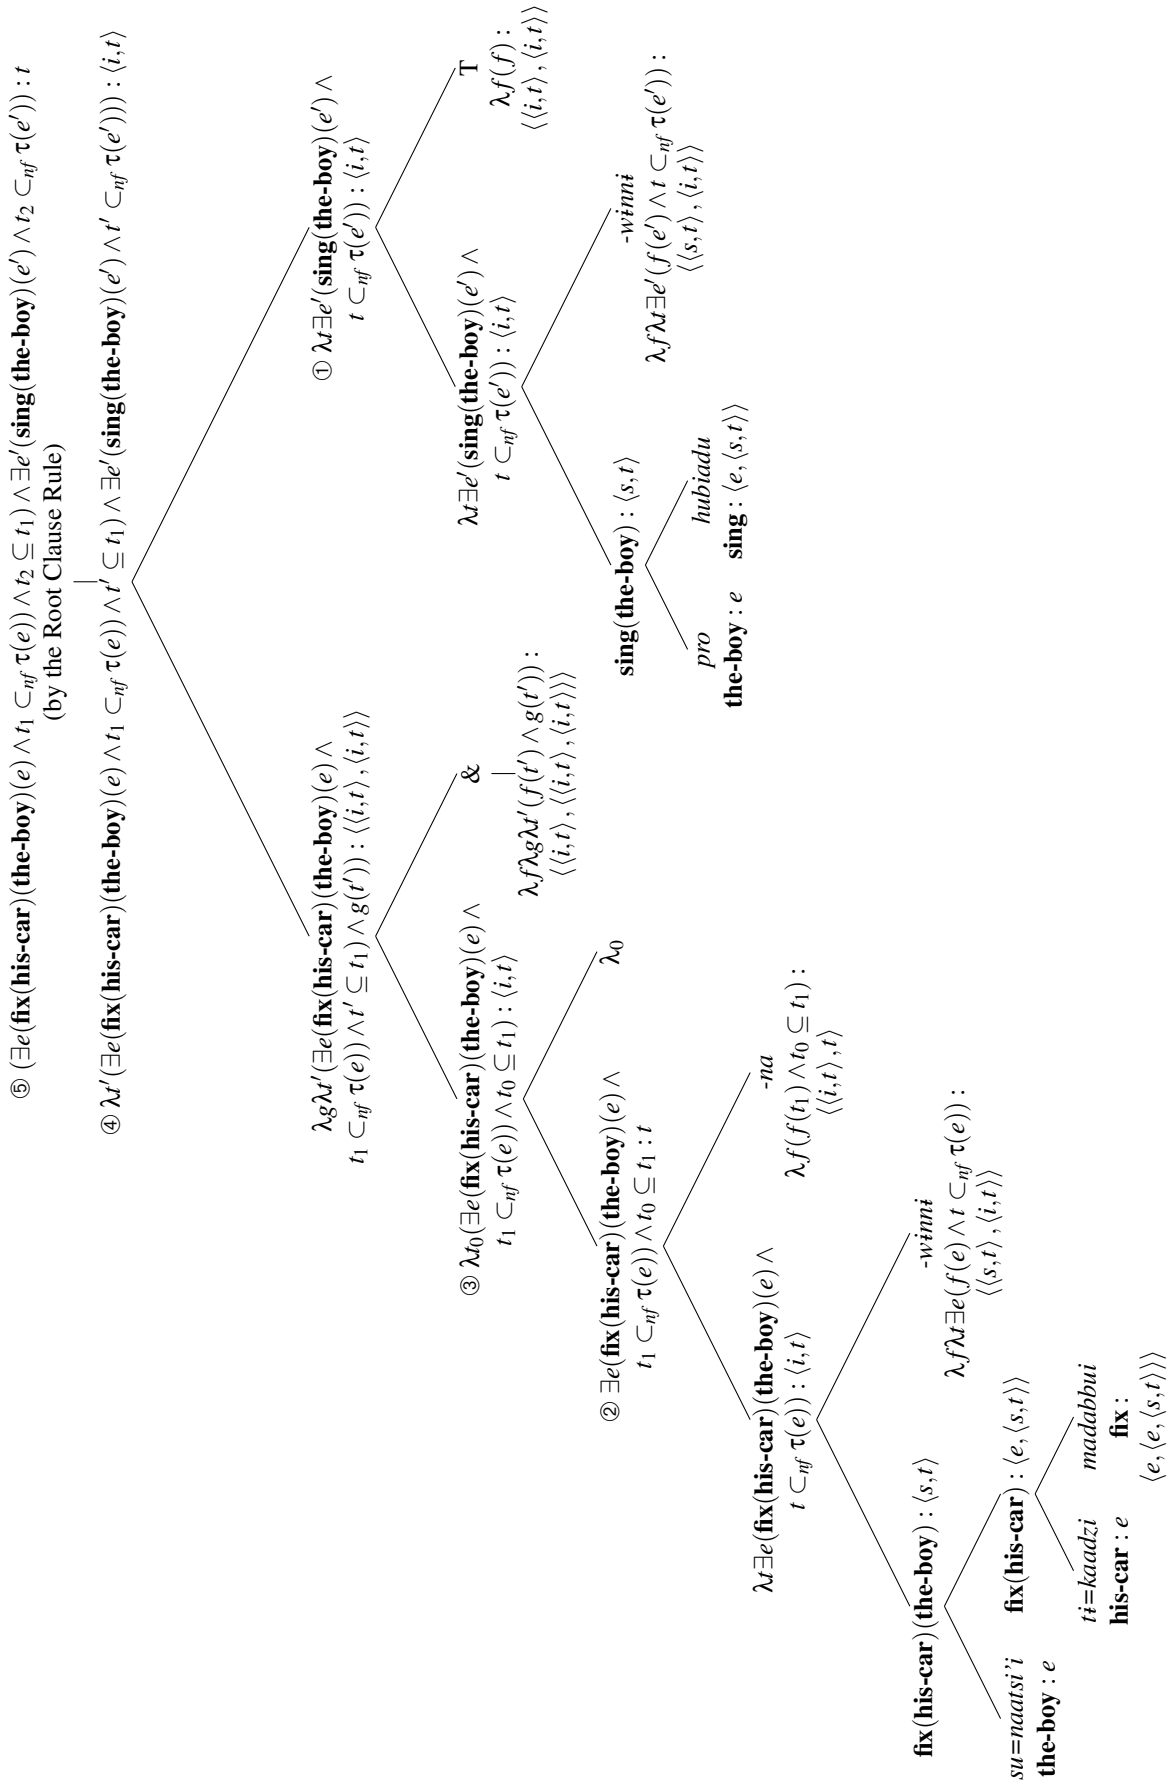 ⑤ (∃e(fix(his-car)(the-boy)(e) ∧ t₁ ⊂nf τ(e)) ∧ t₂ ⊆ t₁) ∧ ∃e′(sing(the-boy)(e′) ∧ t₂ ⊂nf τ(e′)) : t
(by the Root Clause Rule)
④ λt′(∃e(fix(his-car)(the-boy)(e) ∧ t₁ ⊂nf τ(e)) ∧ t′ ⊆ t₁) ∧ ∃e′(sing(the-boy)(e′) ∧ t′ ⊂nf τ(e′))) : ⟨i,t⟩
λgλt′(∃e(fix(his-car)(the-boy)(e) ∧
t₁ ⊂nf τ(e)) ∧ t′ ⊆ t₁) ∧ g(t′)) : ⟨⟨i,t⟩,⟨i,t⟩⟩
① λt∃e′(sing(the-boy)(e′) ∧
t ⊂nf τ(e′)) : ⟨i,t⟩
③ λt₀(∃e(fix(his-car)(the-boy)(e) ∧
t₁ ⊂nf τ(e)) ∧ t₀ ⊆ t₁) : ⟨i,t⟩
&
λfλgλt′(f(t′) ∧ g(t′)) :
⟨⟨i,t⟩,⟨⟨i,t⟩,⟨i,t⟩⟩⟩
λt∃e′(sing(the-boy)(e′) ∧
t ⊂nf τ(e′)) : ⟨i,t⟩
T
λf(f) :
⟨⟨i,t⟩,⟨i,t⟩⟩
② ∃e(fix(his-car)(the-boy)(e) ∧
t₁ ⊂nf τ(e)) ∧ t₀ ⊆ t₁ : t
λ₀
sing(the-boy) : ⟨s,t⟩
-wɨnnɨ
λfλt∃e′(f(e′) ∧ t ⊂nf τ(e′)) :
⟨⟨s,t⟩,⟨i,t⟩⟩
pro
the-boy : e
hubiadu
sing : ⟨e,⟨s,t⟩⟩
λt∃e(fix(his-car)(the-boy)(e) ∧
t ⊂nf τ(e)) : ⟨i,t⟩
-na
λf(f(t₁) ∧ t₀ ⊆ t₁) :
⟨⟨i,t⟩,t⟩
fix(his-car)(the-boy) : ⟨s,t⟩
-wɨnnɨ
λfλt∃e(f(e) ∧ t ⊂nf τ(e)) :
⟨⟨s,t⟩,⟨i,t⟩⟩
su=naatsi'i
the-boy : e
fix(his-car) : ⟨e,⟨s,t⟩⟩
tɨ=kaadzi
his-car : e
madabbui
fix :
⟨e,⟨e,⟨s,t⟩⟩⟩